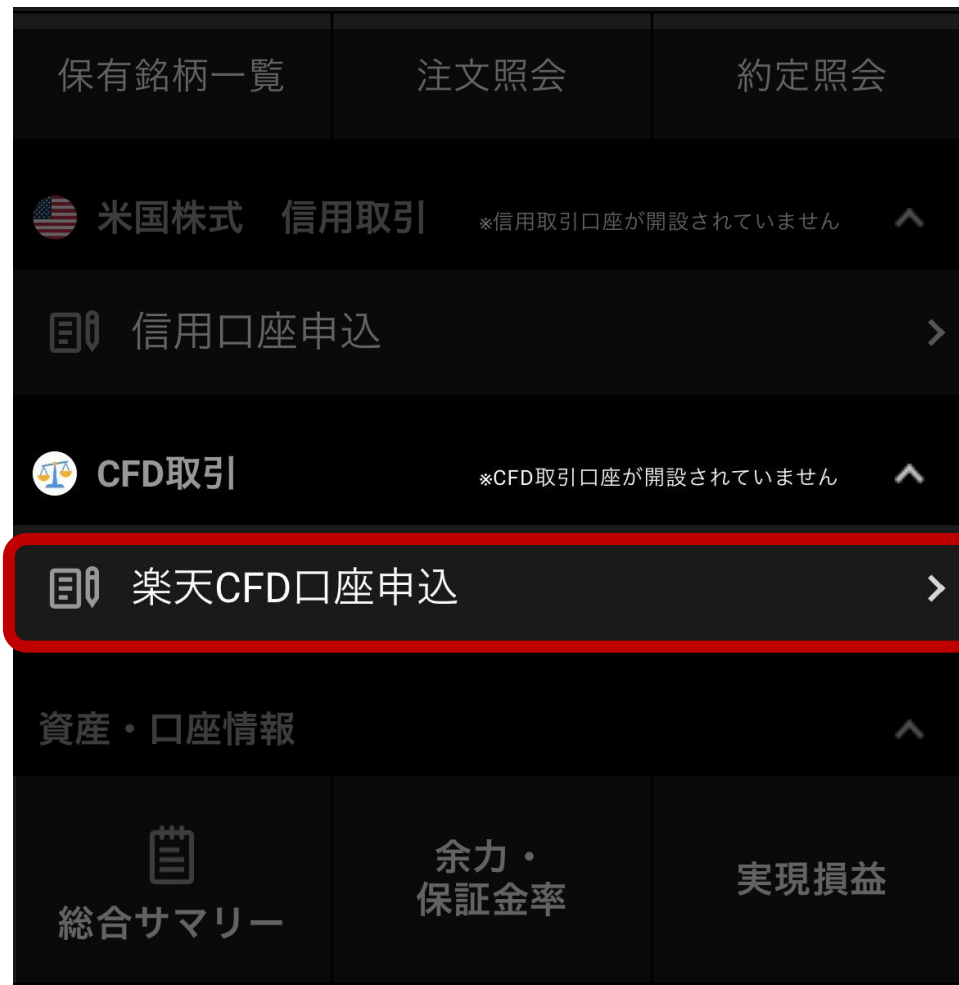 保有銘柄一覧 注文照会 約定照会
米国株式　信用取引 ※信用取引口座が開設されていません
信用口座申込
CFD取引 ※CFD取引口座が開設されていません
楽天CFD口座申込
資産・口座情報
総合サマリー
余力・
保証金率
実現損益